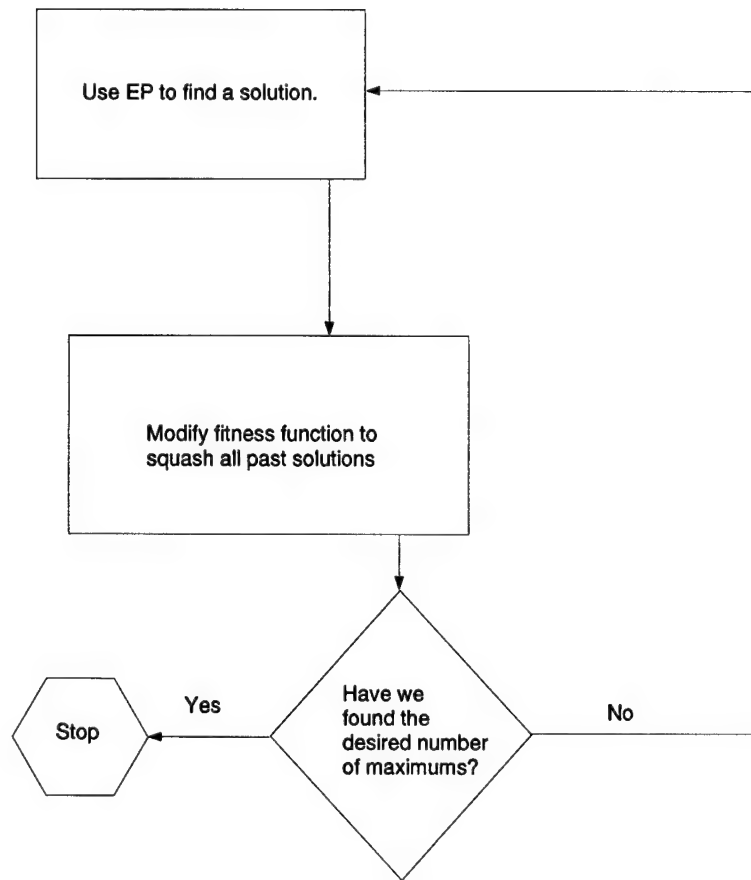 Use EP to find a solution.
Modify fitness function to
squash all past solutions
Yes
Have we
found the
desired number
of maximums?
No
Stop